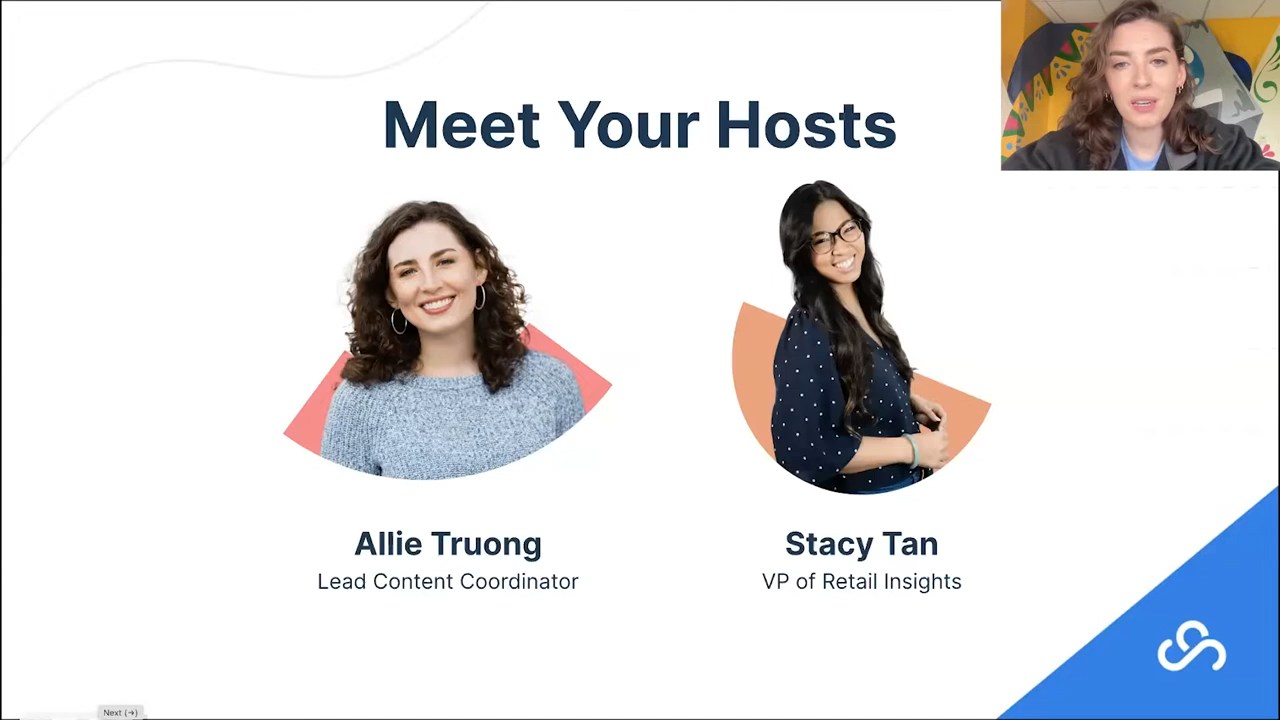 Meet Your Hosts
Allie Truong
Lead Content Coordinator
Stacy Tan
VP of Retail Insights
Next (→)